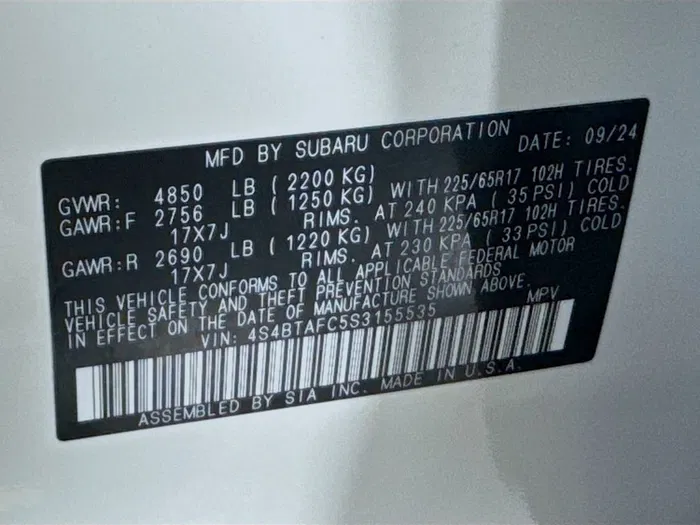 MFD BY SUBARU CORPORATION DATE: 09/24
GVWR: 4850 LB ( 2200 KG)
GAWR:F 2756 LB ( 1250 KG) WITH 225/65R17 102H TIRES.
17X7J RIMS. AT 240 KPA ( 35 PSI) COLD
GAWR:R 2690 LB ( 1220 KG) WITH 225/65R17 102H TIRES.
17X7J RIMS. AT 230 KPA ( 33 PSI) COLD
THIS VEHICLE CONFORMS TO ALL APPLICABLE FEDERAL MOTOR
VEHICLE SAFETY AND THEFT PREVENTION STANDARDS
IN EFFECT ON THE DATE OF MANUFACTURE SHOWN ABOVE.
VIN: 4S4BTAFC5S3155535 MPV
ASSEMBLED BY SIA INC. MADE IN U.S.A.